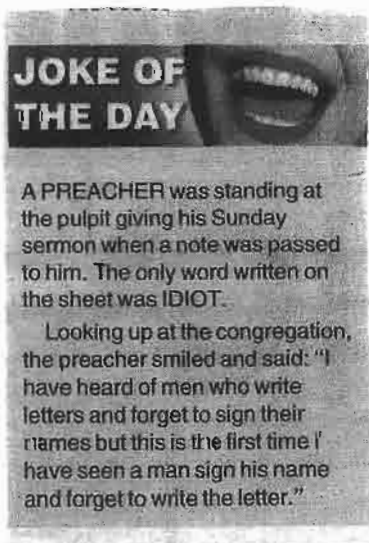 JOKE OF
THE DAY
A PREACHER was standing at
the pulpit giving his Sunday
sermon when a note was passed
to him. The only word written on
the sheet was IDIOT.
Looking up at the congregation,
the preacher smiled and said: "I
have heard of men who write
letters and forget to sign their
names but this is the first time I
have seen a man sign his name
and forget to write the letter."